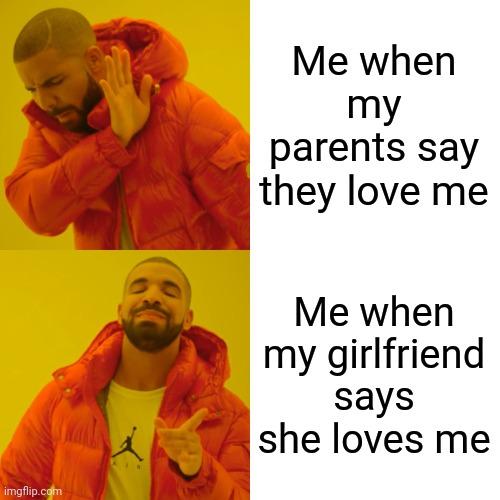 Me when
my
parents say
they love me
Me when
my girlfriend
says
she loves me
imgflip.com